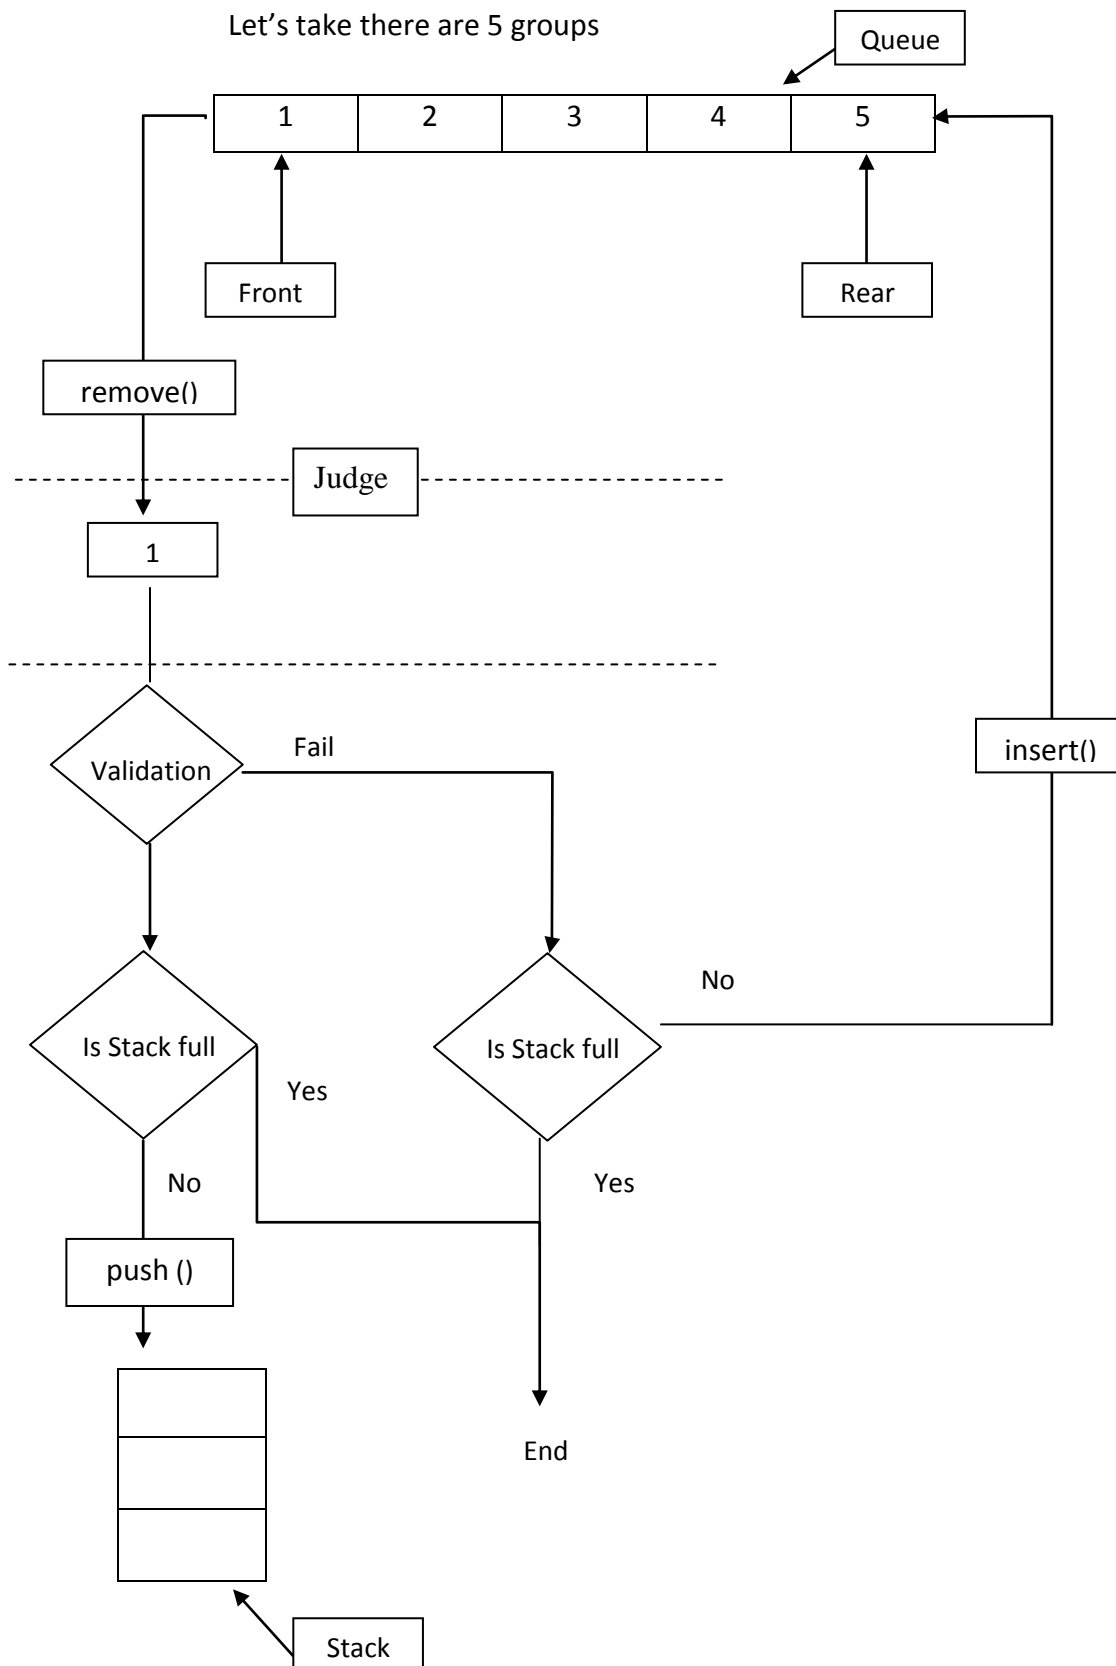 Let’s take there are 5 groups
Queue
1 2 3 4 5
Front
Rear
remove()
Judge
1
Fail
Validation
insert()
No
Is Stack full
Is Stack full
Yes
No
Yes
push ()
End
Stack